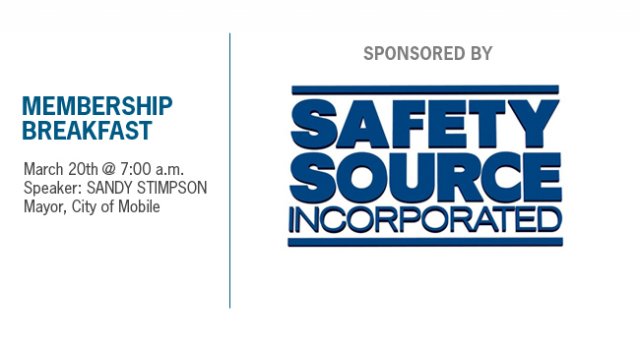 MEMBERSHIP
BREAKFAST
March 20th @ 7:00 a.m.
Speaker: SANDY STIMPSON
Mayor, City of Mobile
SPONSORED BY
SAFETY
SOURCE
INCORPORATED